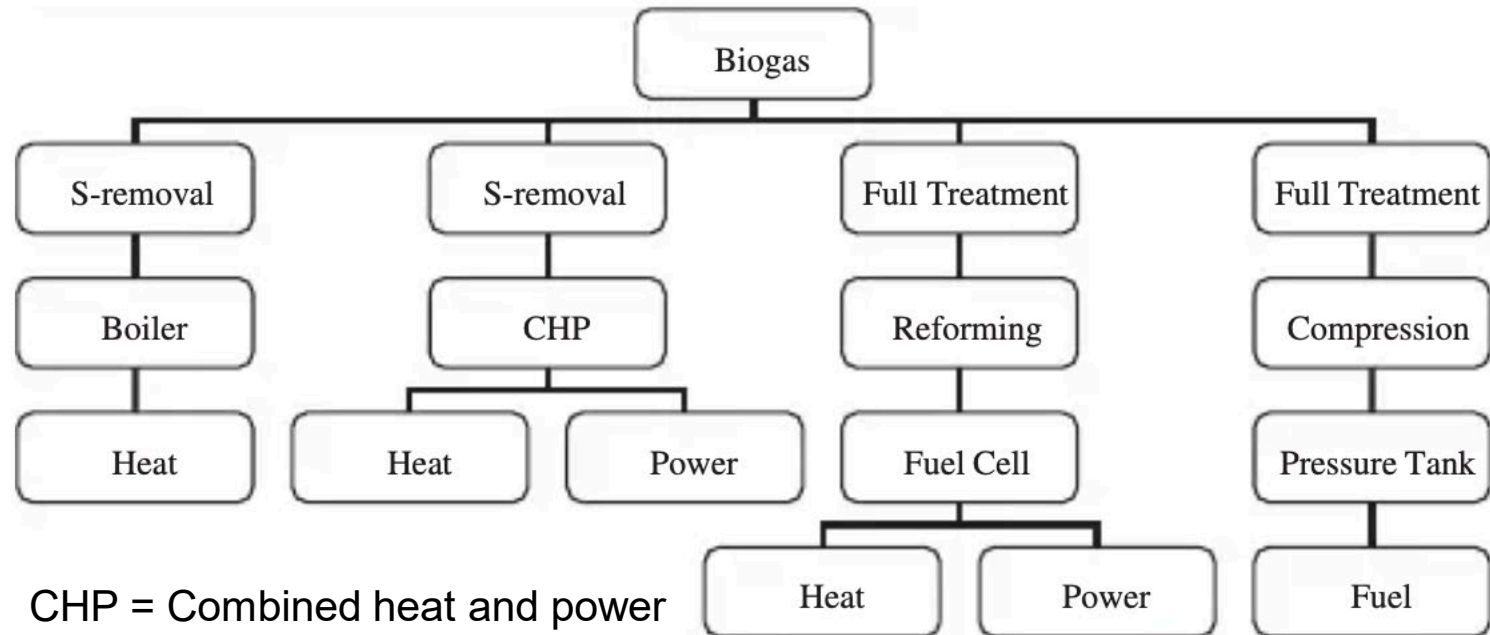 Biogas
S-removal
S-removal
Full Treatment
Full Treatment
Boiler
CHP
Reforming
Compression
Heat
Heat
Power
Fuel Cell
Pressure Tank
Heat
Power
Fuel
CHP = Combined heat and power